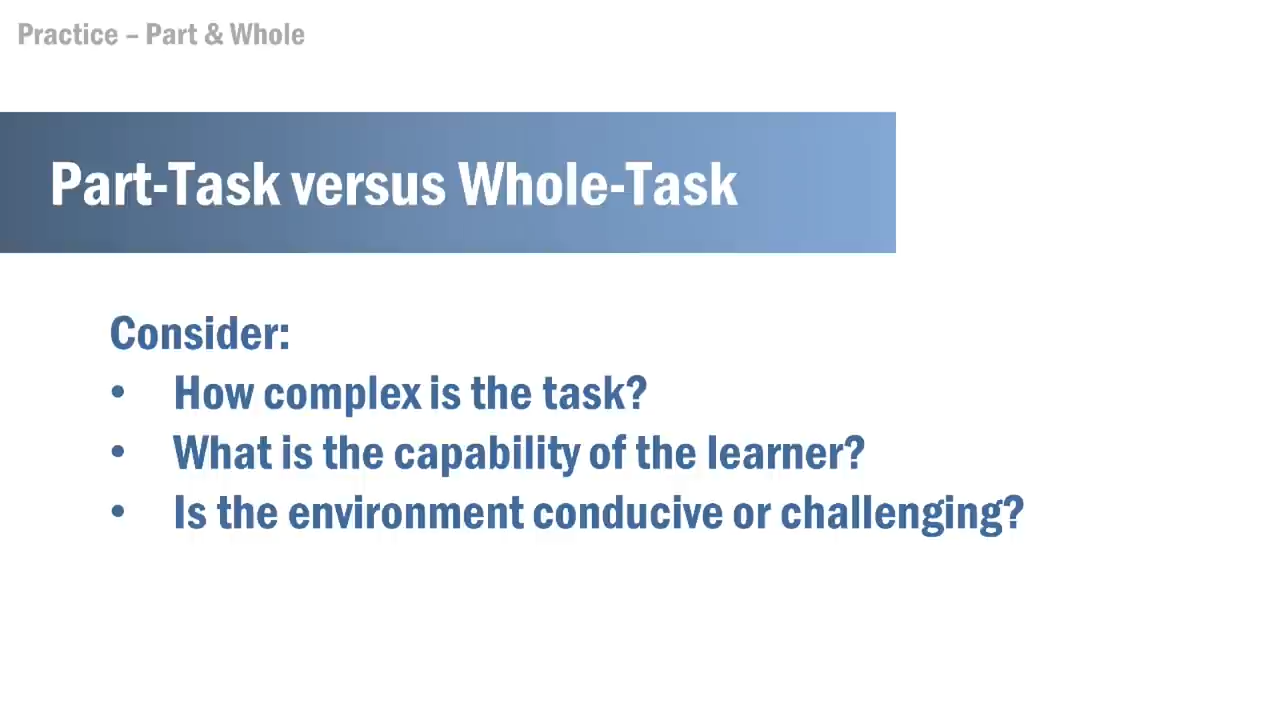 Practice – Part & Whole
Part-Task versus Whole-Task
Consider:
• How complex is the task?
• What is the capability of the learner?
• Is the environment conducive or challenging?